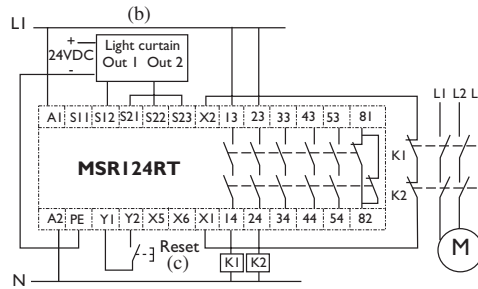 (b)
L1
+
24VDC
-
Light curtain
Out 1 Out 2
A1 S11 S12 S21 S22 S23 X2 13 23 33 43 53 81
MSR124RT
A2 PE Y1 Y2 X5 X6 X1 14 24 34 44 54 82
Reset
(c)
K1 K2
N
L1 L2 L
K1
K2
M